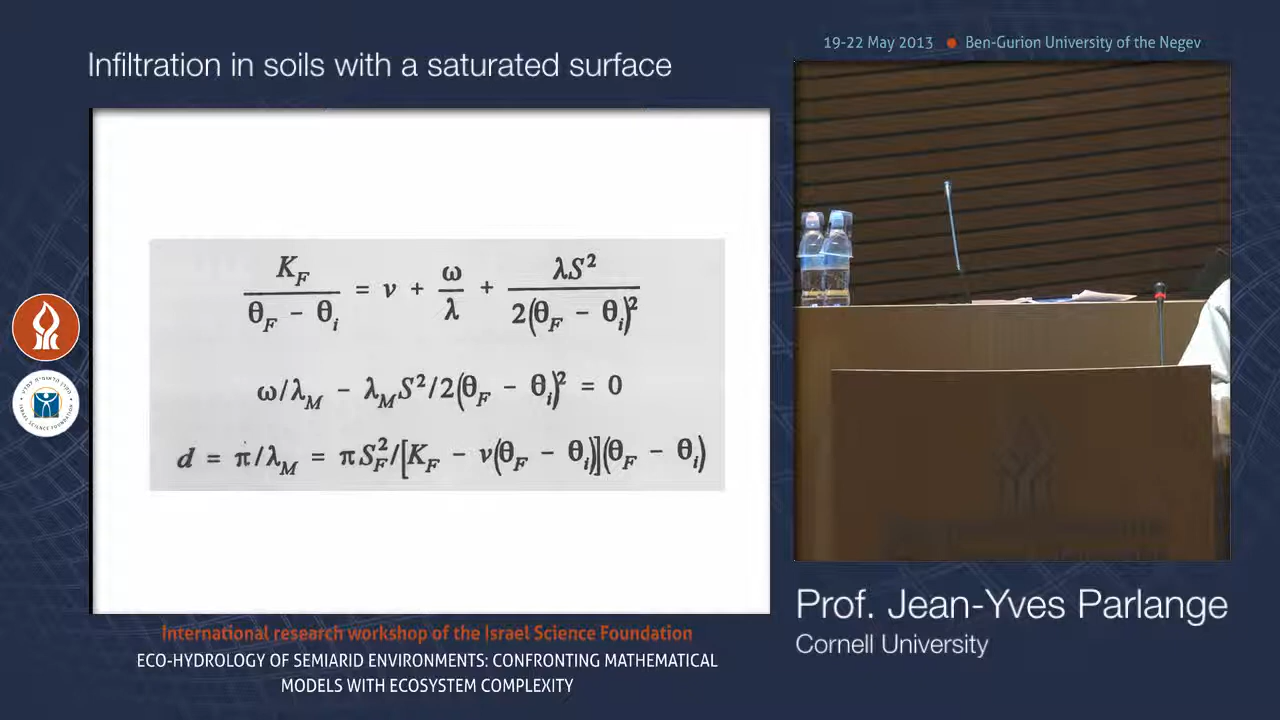 19-22 May 2013 ● Ben-Gurion University of the Negev
Infiltration in soils with a saturated surface
K_F / (θ_F − θ_i) = v + ω/λ + λS² / 2(θ_F − θ_i)²
ω/λ_M − λ_M S²/2(θ_F − θ_i)² = 0
d = π/λ_M = πS_F²/[K_F − v(θ_F − θ_i)](θ_F − θ_i)
Prof. Jean-Yves Parlange
Cornell University
International research workshop of the Israel Science Foundation
ECO-HYDROLOGY OF SEMIARID ENVIRONMENTS: CONFRONTING MATHEMATICAL
MODELS WITH ECOSYSTEM COMPLEXITY